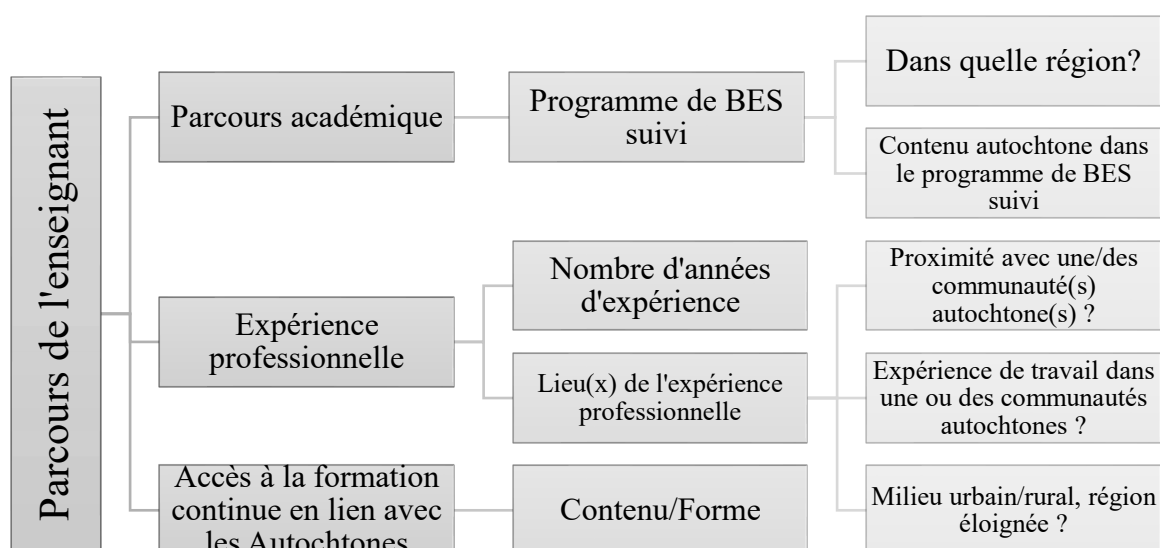 Parcours de l'enseignant
Parcours académique
Programme de BES
suivi
Dans quelle région?
Contenu autochtone dans
le programme de BES
suivi
Expérience
professionnelle
Nombre d'années
d'expérience
Lieu(x) de l'expérience
professionnelle
Proximité avec une/des
communauté(s)
autochtone(s) ?
Expérience de travail dans
une ou des communautés
autochtones ?
Milieu urbain/rural, région
éloignée ?
Accès à la formation
continue en lien avec
les Autochtones
Contenu/Forme